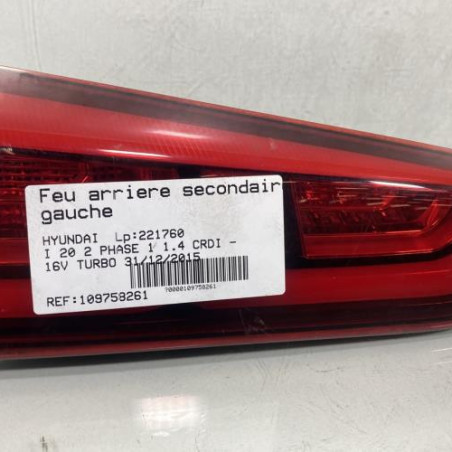 Feu arriere secondair
gauche
HYUNDAI Lp:221760
I 20 2 PHASE 1 1.4 CRDI -
16V TURBO 31/12/2015
70000109758261
REF:109758261